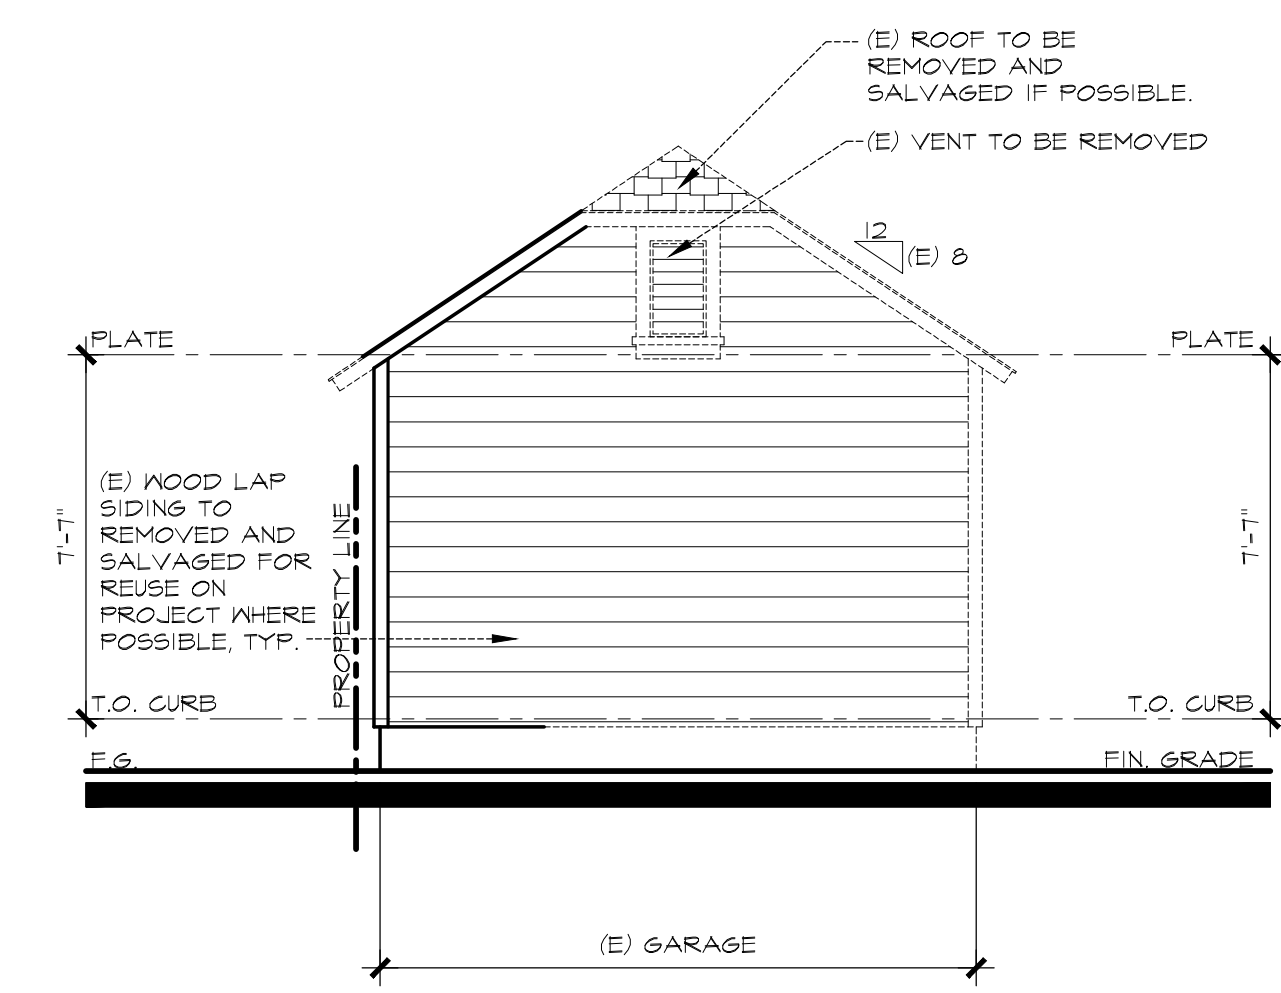 (E) ROOF TO BE
REMOVED AND
SALVAGED IF POSSIBLE.
(E) VENT TO BE REMOVED
12
(E) 8
PLATE
PLATE
(E) WOOD LAP
SIDING TO
REMOVED AND
SALVAGED FOR
REUSE ON
PROJECT WHERE
POSSIBLE, TYP.
7'-7"
PROPERTY LINE
7'-7"
T.O. CURB
T.O. CURB
F.G.
FIN. GRADE
(E) GARAGE